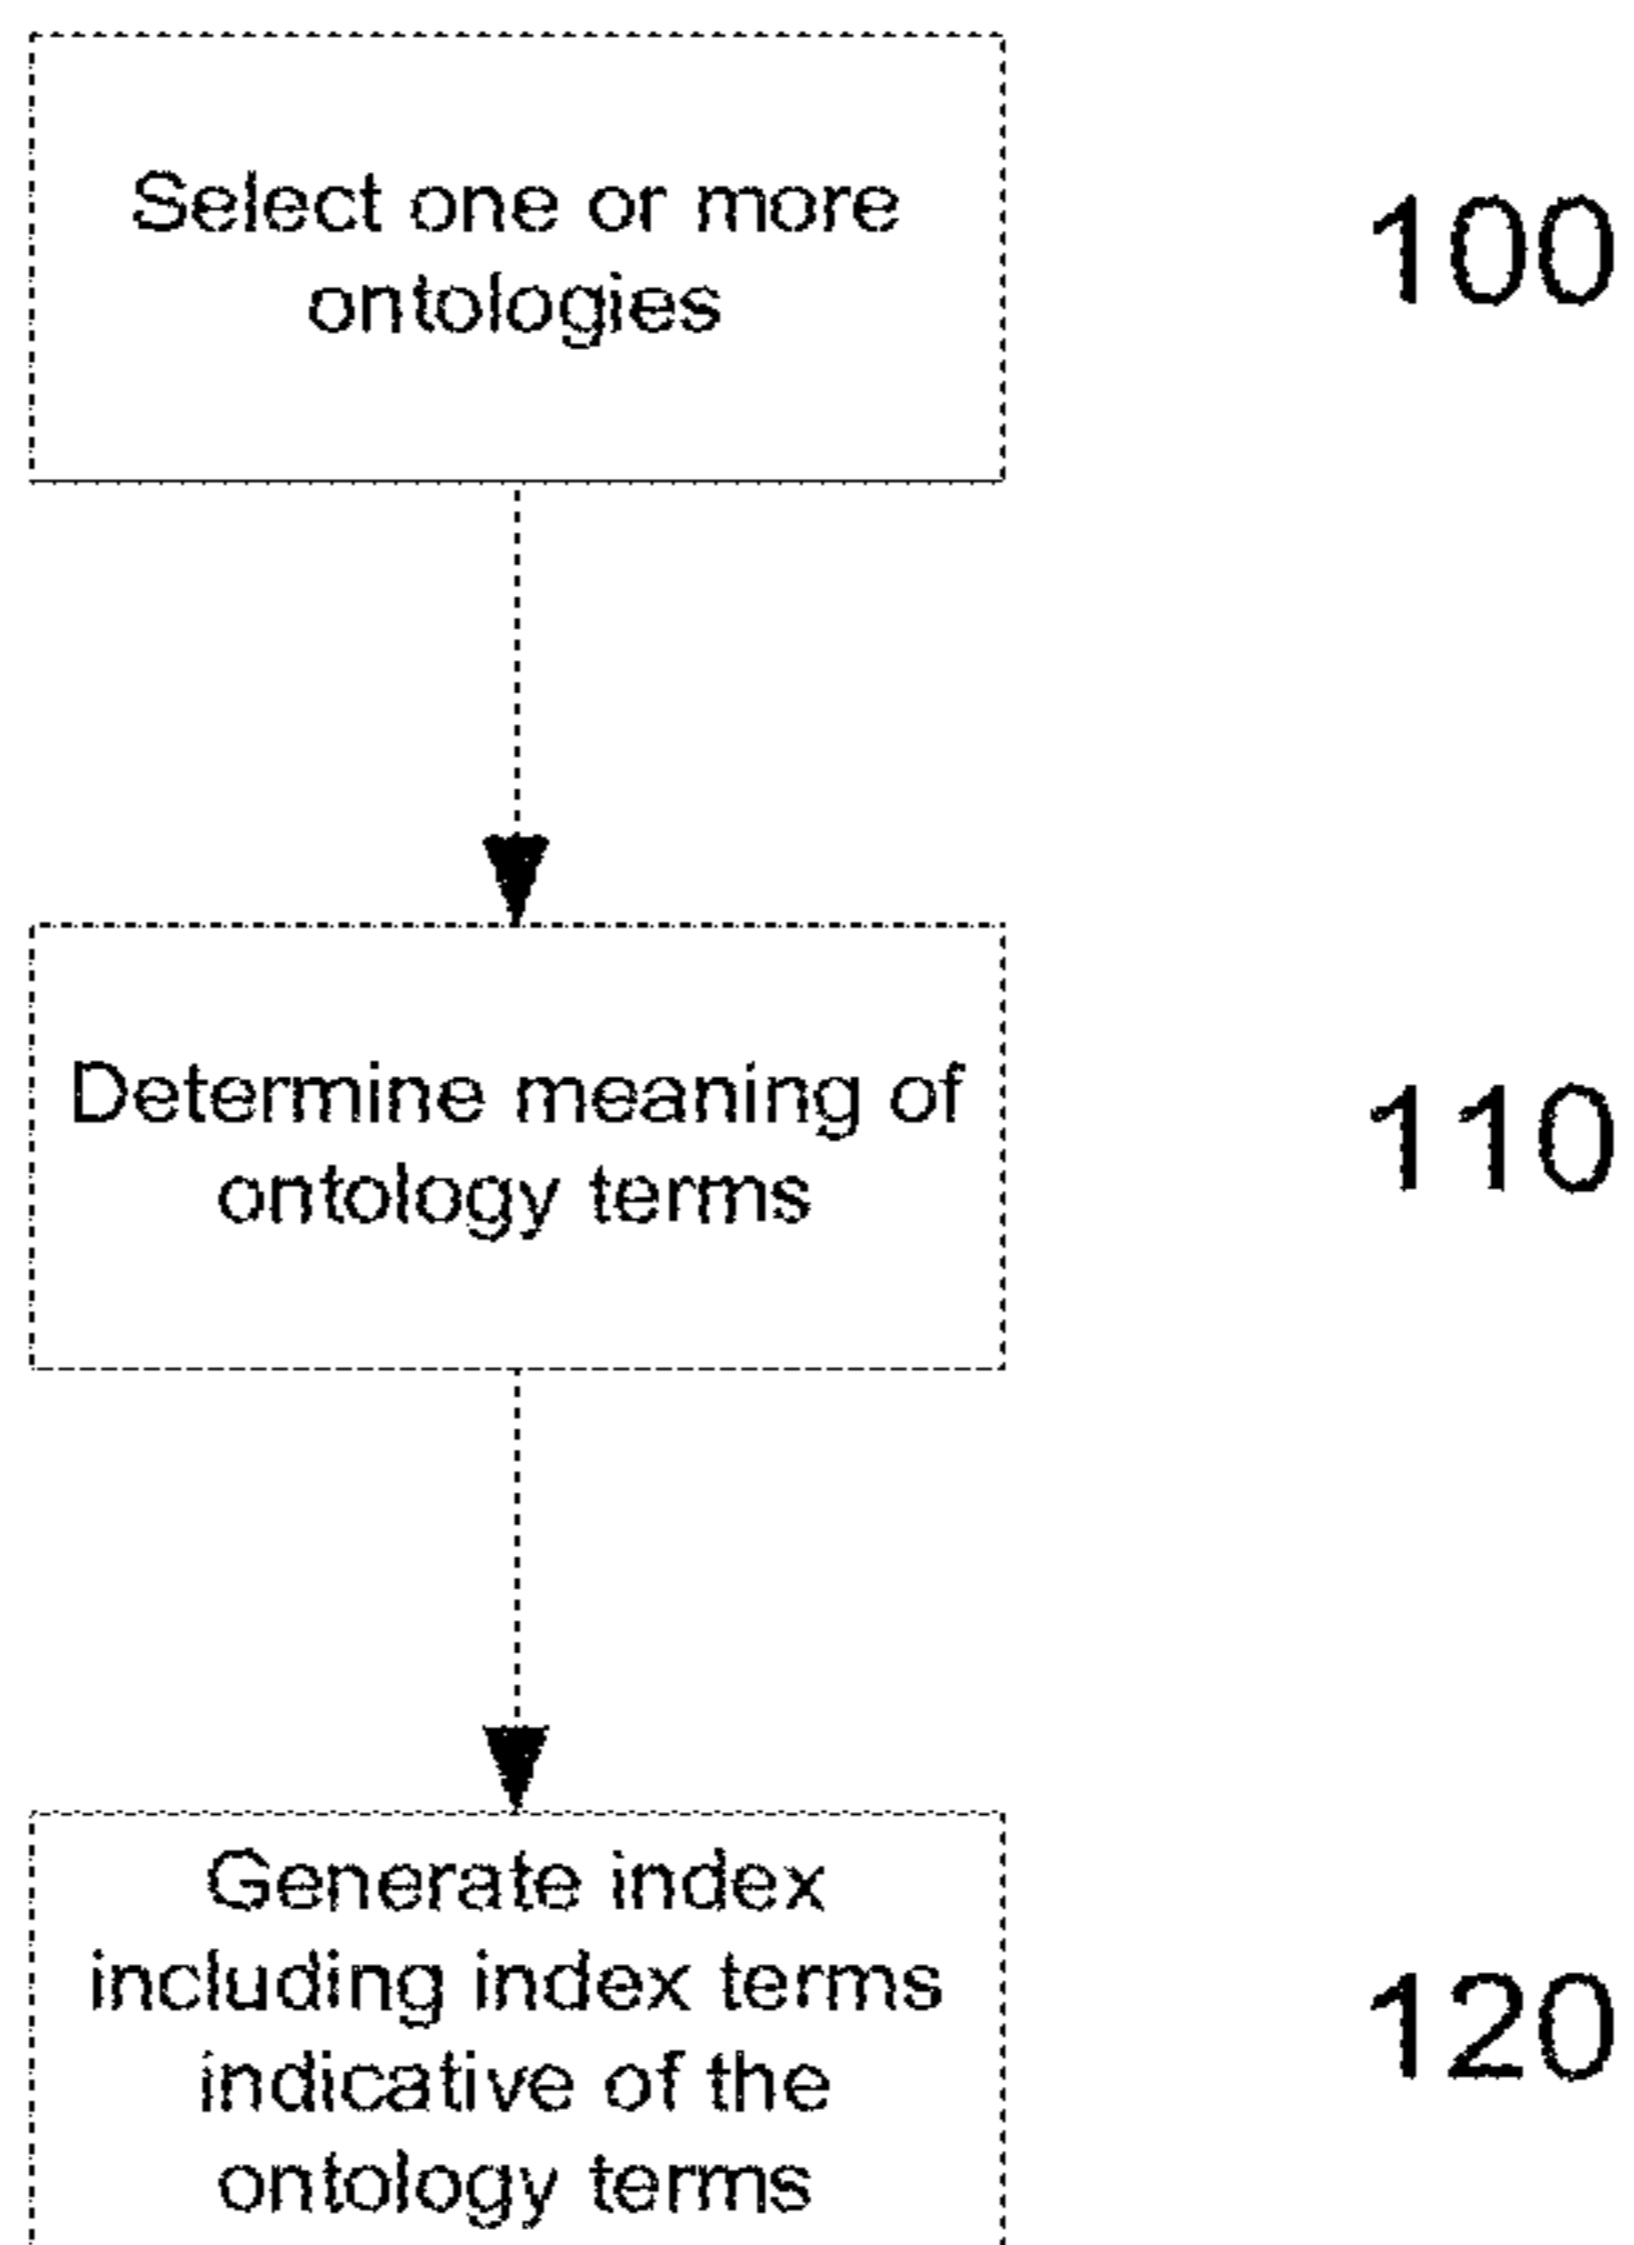 Select one or more
ontologies
100
Determine meaning of
ontology terms
110
Generate index
including index terms
indicative of the
ontology terms
120